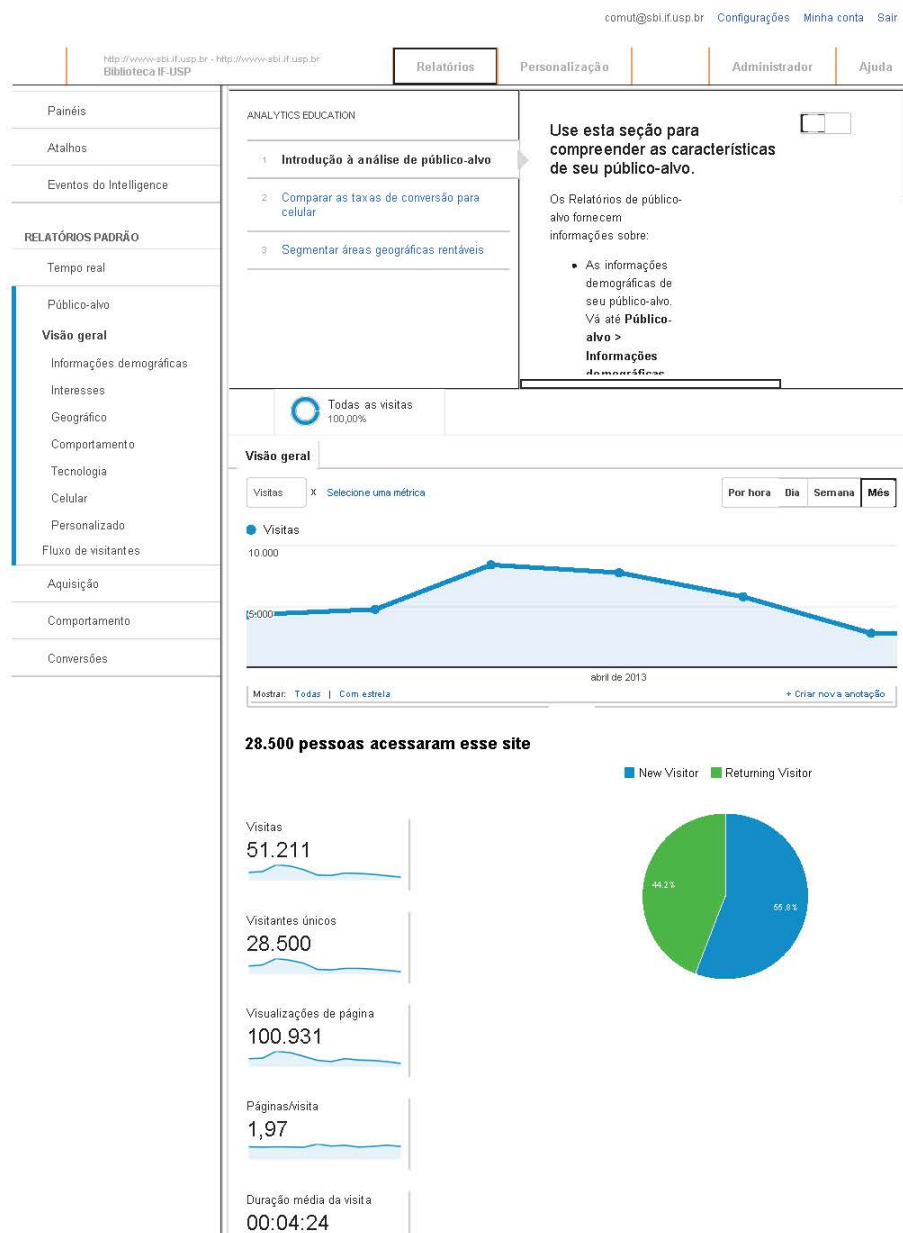 comut@sbi.if.usp.br Configurações Minha conta Sair
http://www-sbi.if.usp.br - http://www-sbi.if.usp.br
Biblioteca IF-USP
Relatórios
Personalização
Administrador
Ajuda
Painéis
Atalhos
Eventos do Intelligence
RELATÓRIOS PADRÃO
Tempo real
Público-alvo
Visão geral
Informações demográficas
Interesses
Geográfico
Comportamento
Tecnologia
Celular
Personalizado
Fluxo de visitantes
Aquisição
Comportamento
Conversões
ANALYTICS EDUCATION
1 Introdução à análise de público-alvo
2 Comparar as taxas de conversão para
celular
3 Segmentar áreas geográficas rentáveis
Use esta seção para
compreender as características
de seu público-alvo.
Os Relatórios de público-
alvo fornecem
informações sobre:
• As informações
demográficas de
seu público-alvo.
Vá até Público-
alvo >
Informações
demográficas
Todas as visitas
100,00%
Visão geral
Visitas X Selecione uma métrica
Por hora Dia Semana Mês
Visitas
10.000
5.000
abril de 2013
Mostrar: Todas | Com estrela
+ Criar nova anotação
28.500 pessoas acessaram esse site
New Visitor Returning Visitor
44.2%
55.8%
Visitas
51.211
Visitantes únicos
28.500
Visualizações de página
100.931
Páginas/visita
1,97
Duração média da visita
00:04:24